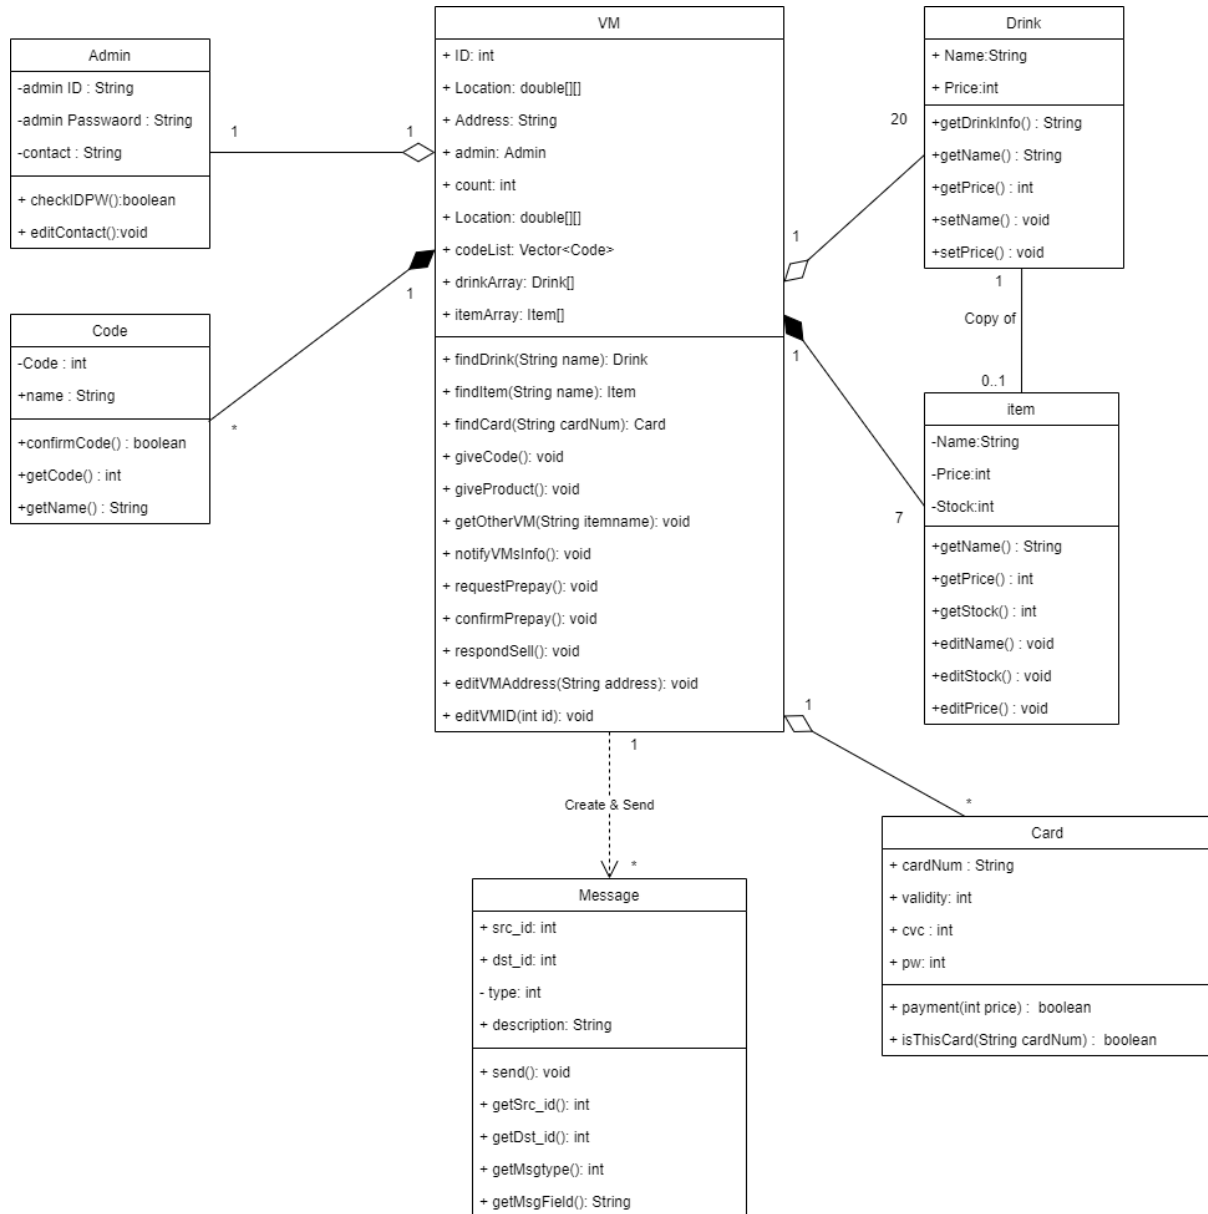 VM
+ ID: int
+ Location: double[][]
+ Address: String
+ admin: Admin
+ count: int
+ Location: double[][]
+ codeList: Vector<Code>
+ drinkArray: Drink[]
+ itemArray: Item[]
+ findDrink(String name): Drink
+ findItem(String name): Item
+ findCard(String cardNum): Card
+ giveCode(): void
+ giveProduct(): void
+ getOtherVM(String itemname): void
+ notifyVMsInfo(): void
+ requestPrepay(): void
+ confirmPrepay(): void
+ respondSell(): void
+ editVMAddress(String address): void
+ editVMID(int id): void
Admin
-admin ID : String
-admin Passwaord : String
-contact : String
+ checkIDPW():boolean
+ editContact():void
1
1
Code
-Code : int
+name : String
+confirmCode() : boolean
+getCode() : int
+getName() : String
1
*
Drink
+ Name:String
+ Price:int
+getDrinkInfo() : String
+getName() : String
+getPrice() : int
+setName() : void
+setPrice() : void
20
1
1
Copy of
0..1
item
-Name:String
-Price:int
-Stock:int
+getName() : String
+getPrice() : int
+getStock() : int
+editName() : void
+editStock() : void
+editPrice() : void
1
7
1
*
Card
+ cardNum : String
+ validity: int
+ cvc : int
+ pw: int
+ payment(int price) : boolean
+ isThisCard(String cardNum) : boolean
1
Create & Send
*
Message
+ src_id: int
+ dst_id: int
- type: int
+ description: String
+ send(): void
+ getSrc_id(): int
+ getDst_id(): int
+ getMsgtype(): int
+ getMsgField(): String